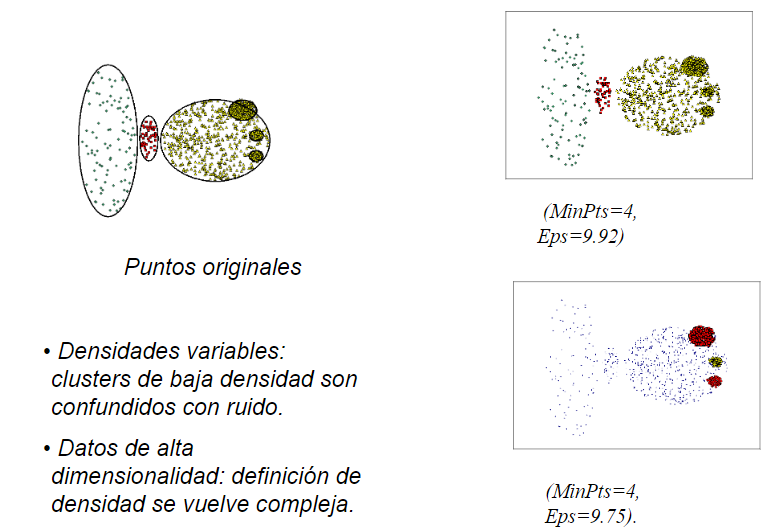 Puntos originales
• Densidades variables:
clusters de baja densidad son
confundidos con ruido.
• Datos de alta
dimensionalidad: definición de
densidad se vuelve compleja.
(MinPts=4,
Eps=9.92)
(MinPts=4,
Eps=9.75).